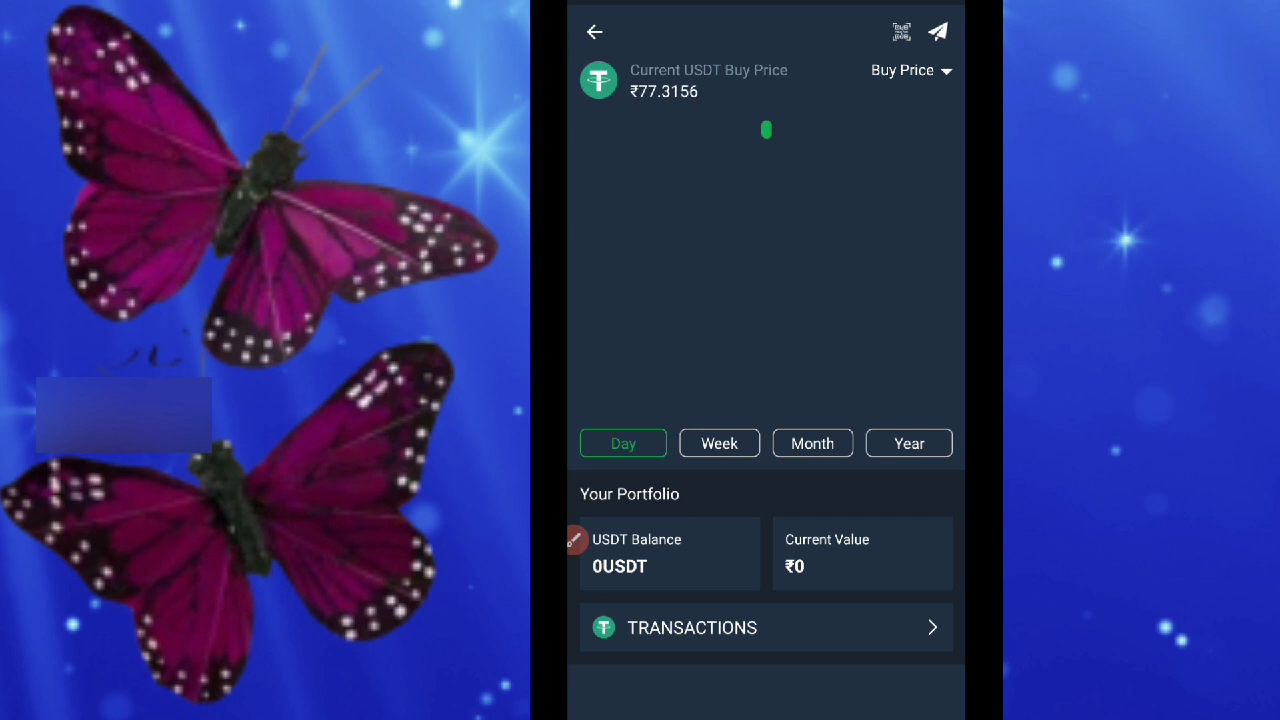 Current USDT Buy Price
₹77.3156
Buy Price
Day
Week
Month
Year
Your Portfolio
USDT Balance
0USDT
Current Value
₹0
TRANSACTIONS